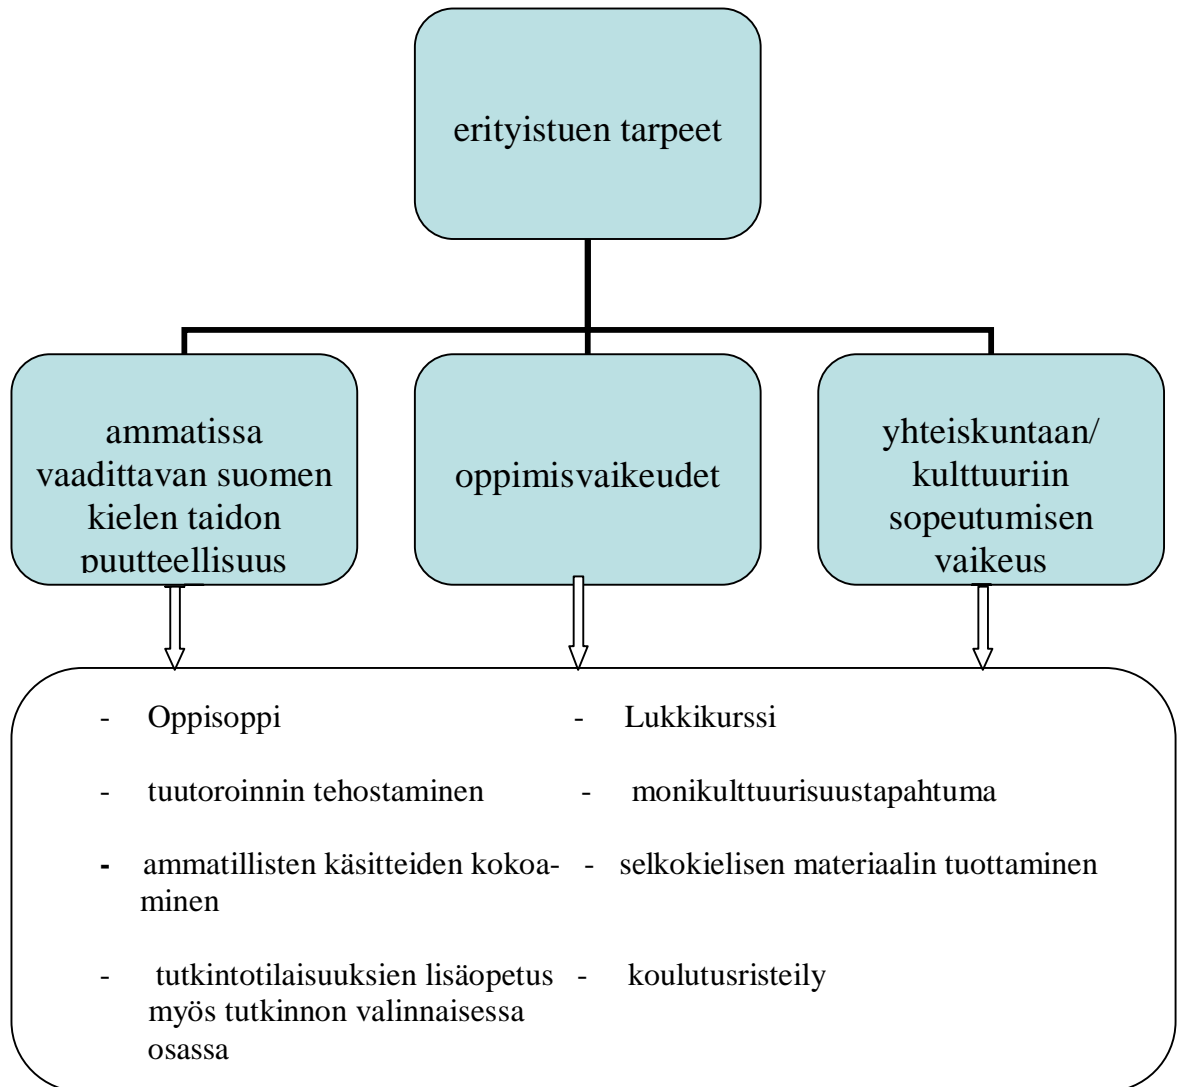 erityistuen tarpeet
ammatissa
vaadittavan suomen
kielen taidon
puutteellisuus
oppimisvaikeudet
yhteiskuntaan/
kulttuuriin
sopeutumisen
vaikeus
- Oppisoppi
- tuutoroinnin tehostaminen
- ammatillisten käsitteiden kokoa-
minen
- tutkintotilaisuuksien lisäopetus
myös tutkinnon valinnaisessa
osassa
- Lukkikurssi
- monikulttuurisuustapahtuma
- selkokielisen materiaalin tuottaminen
- koulutusristeily